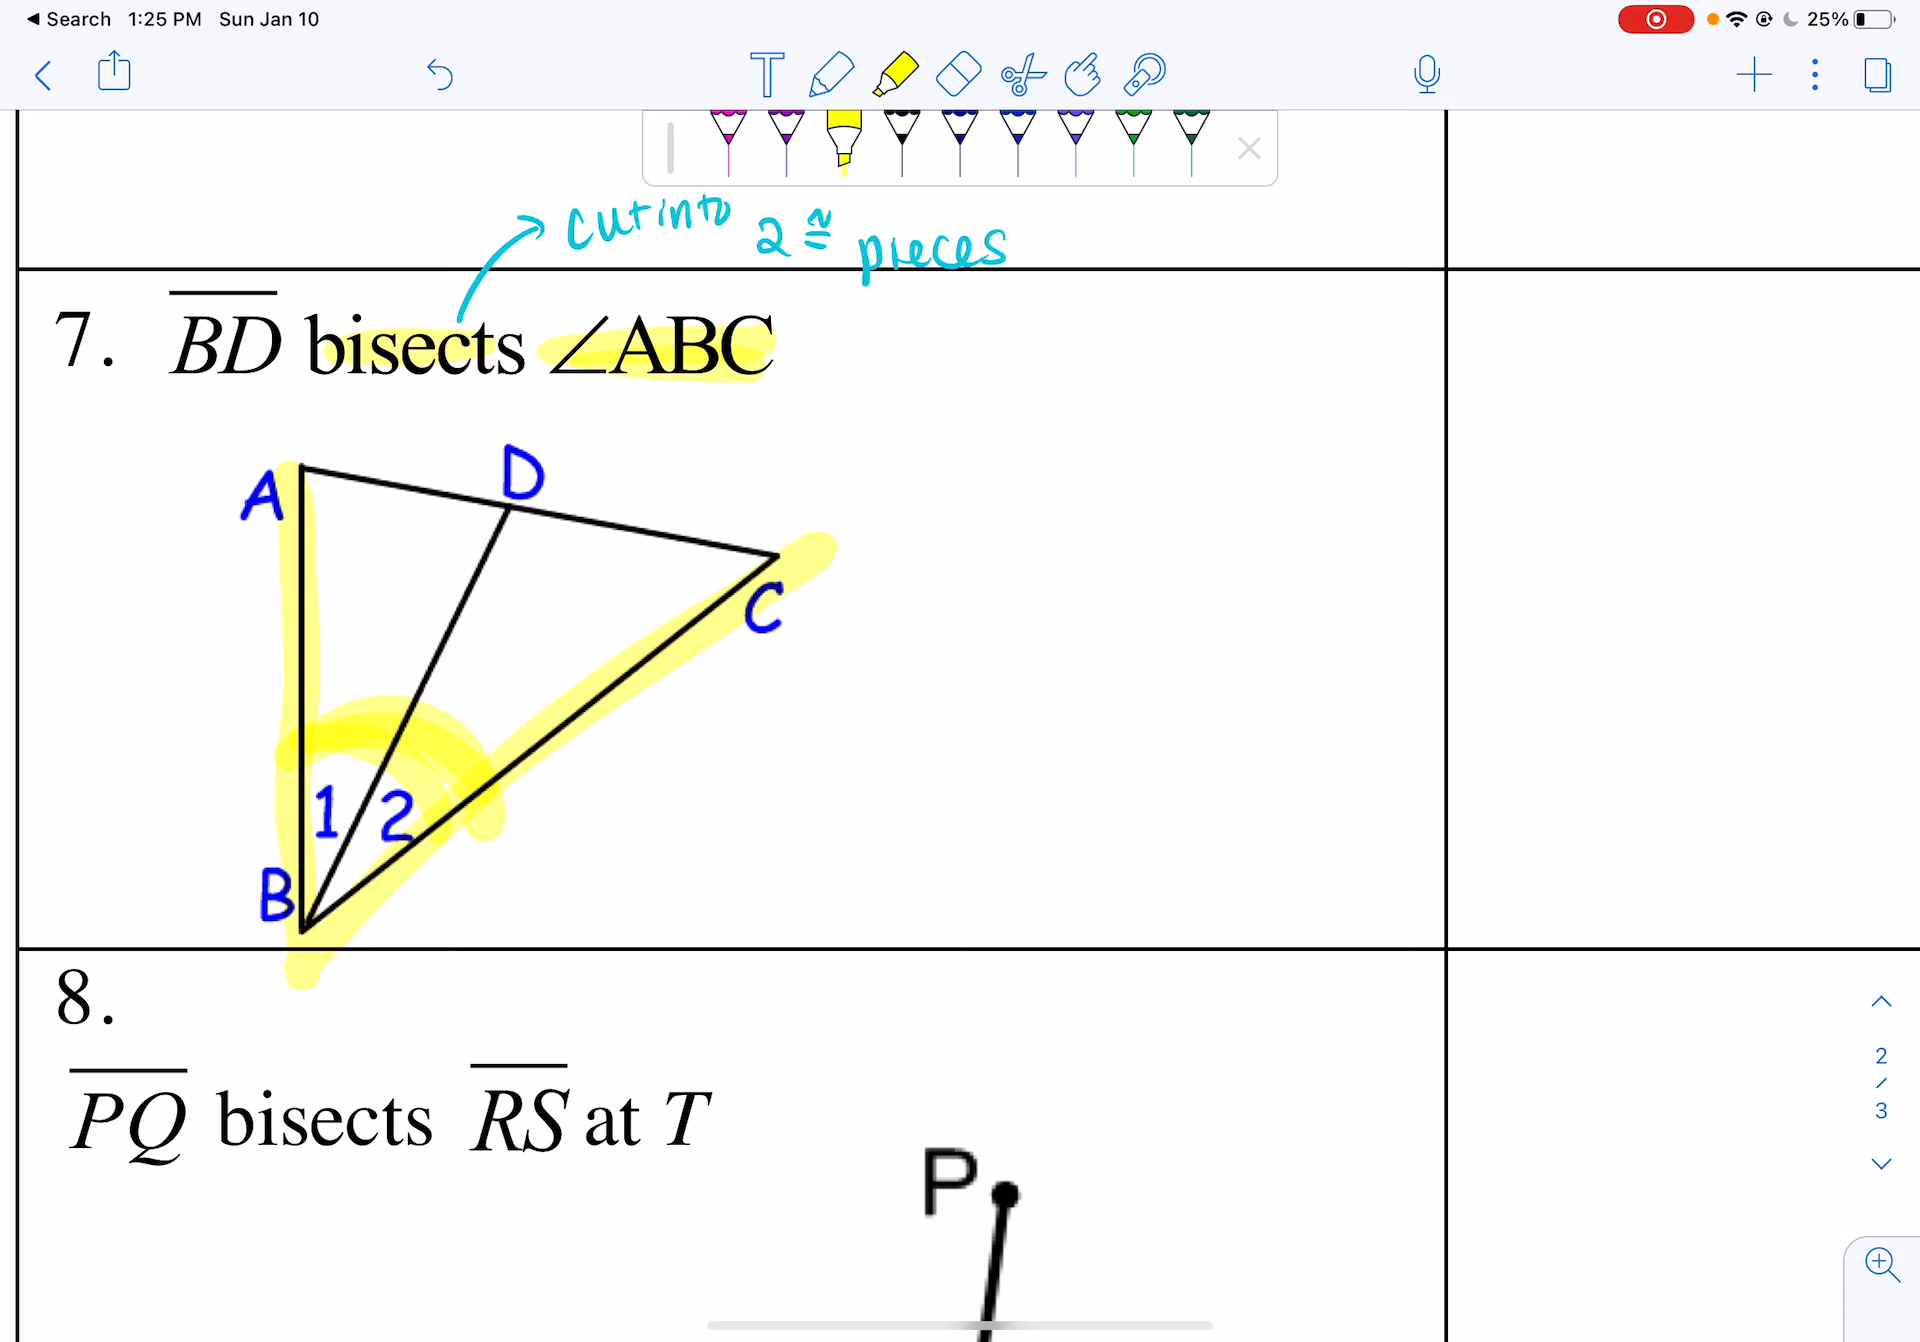 Search 1:25 PM Sun Jan 10 25%
cut into 2 ≅ pieces
7. BD bisects ∠ABC
A
D
C
1 2
B
8.
PQ bisects RS at T
P
2
/
3